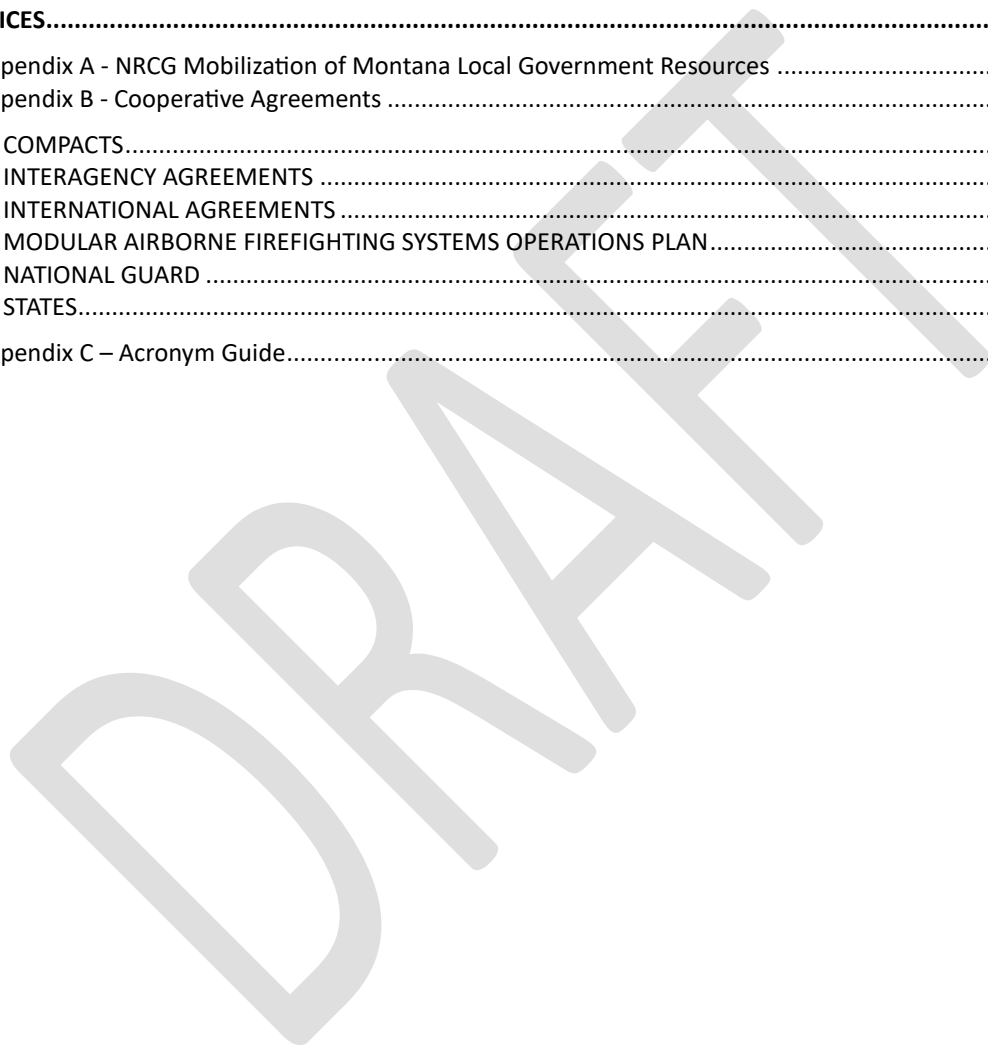 ICES..........................................................................................................................................................
pendix A - NRCG Mobilization of Montana Local Government Resources ..........................................
pendix B - Cooperative Agreements ........................................................................................................
COMPACTS..............................................................................................................................................
INTERAGENCY AGREEMENTS ................................................................................................................
INTERNATIONAL AGREEMENTS ............................................................................................................
MODULAR AIRBORNE FIREFIGHTING SYSTEMS OPERATIONS PLAN..................................................
NATIONAL GUARD ..................................................................................................................................
STATES......................................................................................................................................................
pendix C – Acronym Guide........................................................................................................................
DRAFT